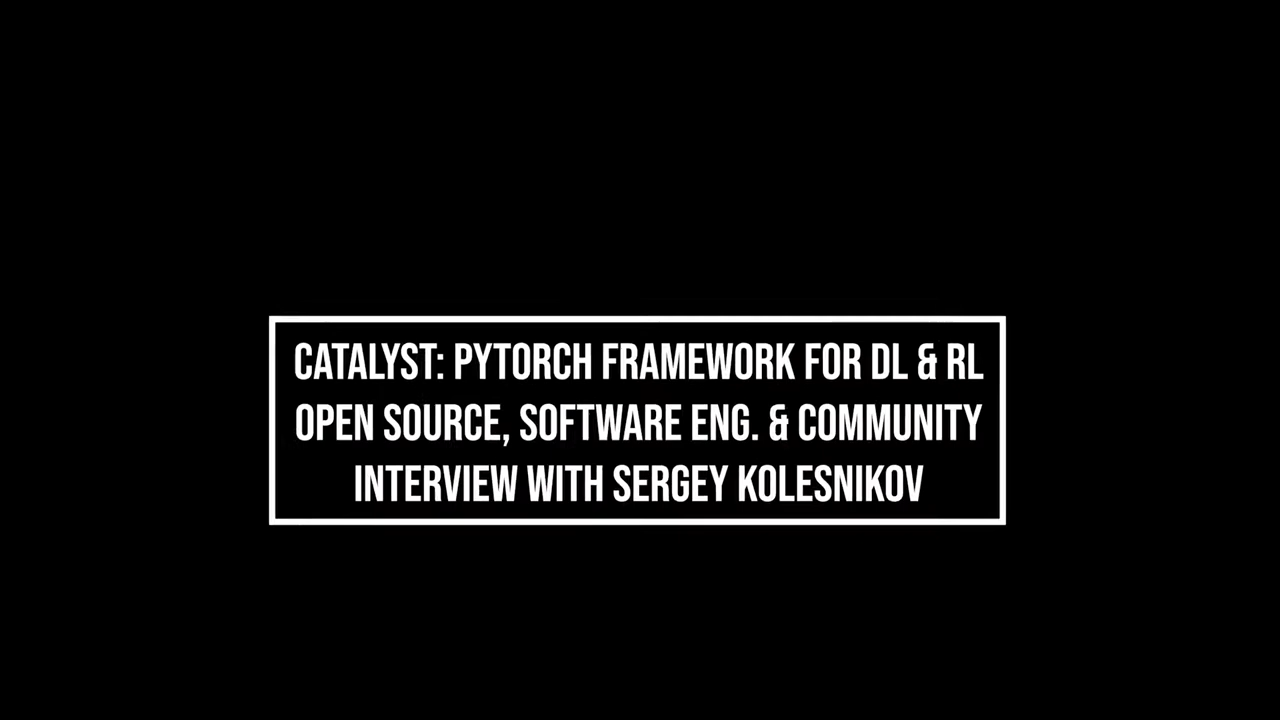 CATALYST: PYTORCH FRAMEWORK FOR DL & RL
OPEN SOURCE, SOFTWARE ENG. & COMMUNITY
INTERVIEW WITH SERGEY KOLESNIKOV